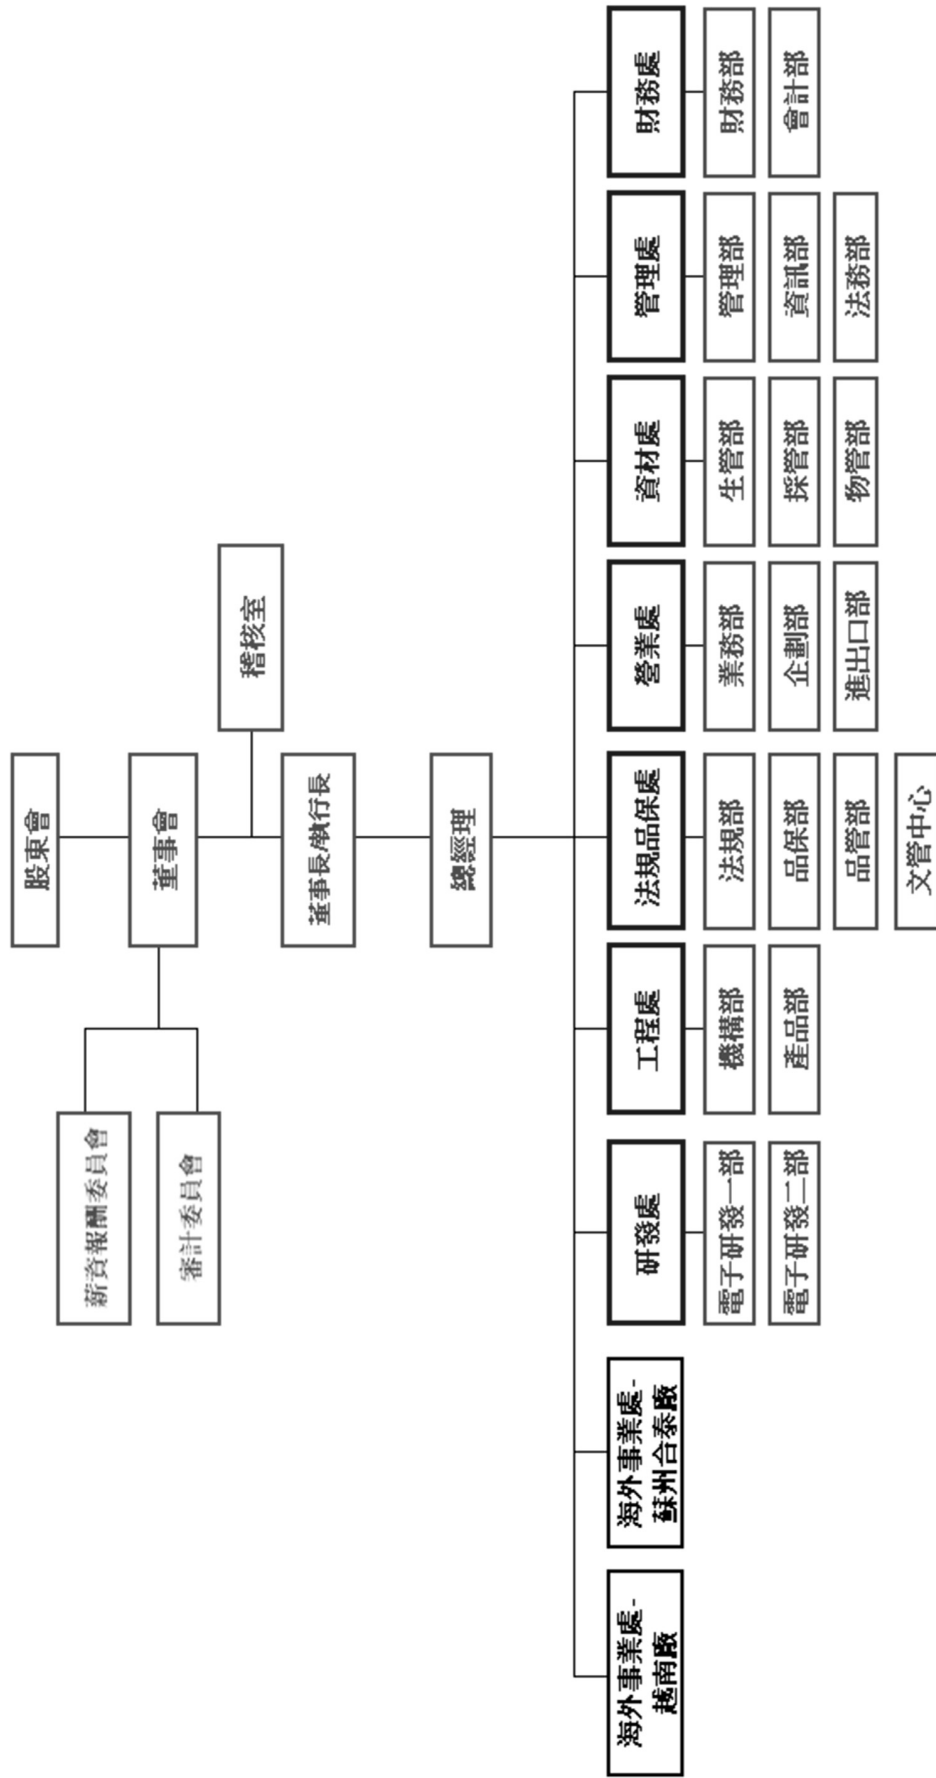 股東會
董事會
薪資報酬委員會
審計委員會
稽核室
董事長/執行長
總經理
海外事業處-
越南廠
海外事業處-
蘇州合泰廠
研發處
電子研發一部
電子研發二部
工程處
機構部
產品部
法規品保處
法規部
品保部
品管部
文管中心
營業處
業務部
企劃部
進出口部
資材處
生管部
採管部
物管部
管理處
管理部
資訊部
法務部
財務處
財務部
會計部